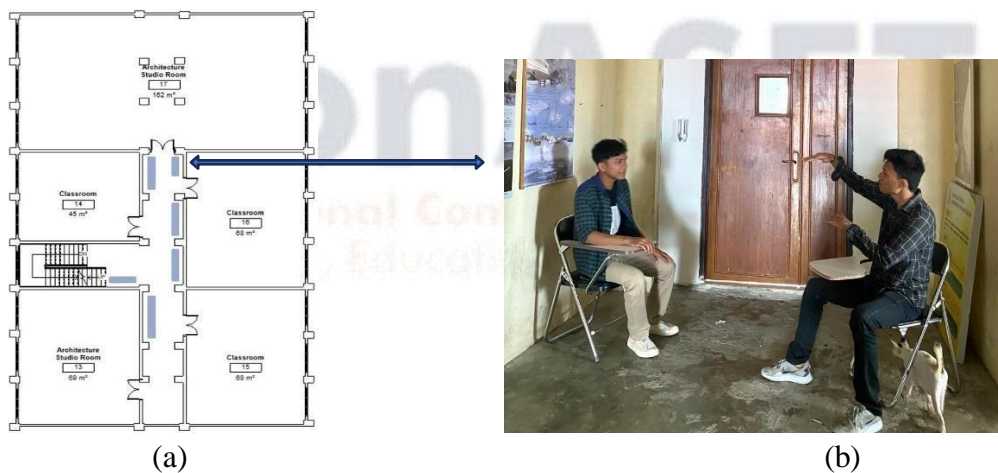 Architecture
Studio Room
17
162 m²
Classroom
14
45 m²
Classroom
16
68 m²
Architecture
Studio Room
13
69 m²
Classroom
15
68 m²
(a)
(b)